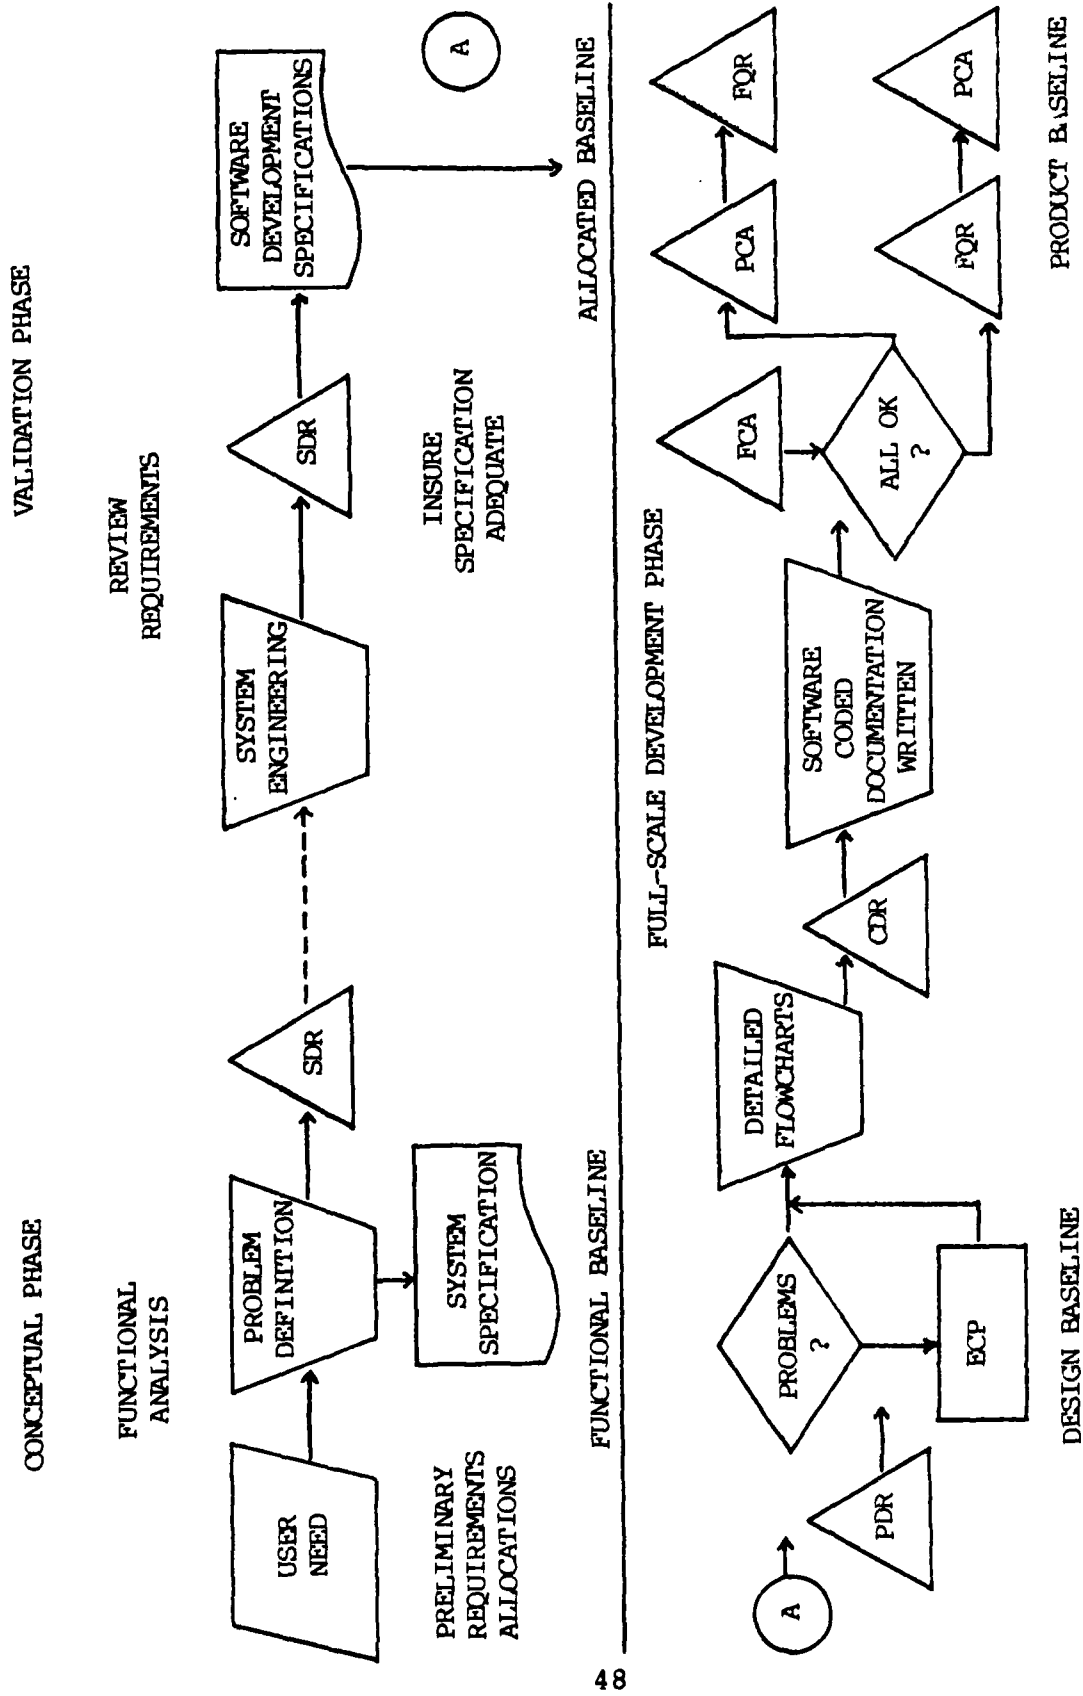 CONCEPTUAL PHASE
VALIDATION PHASE
FUNCTIONAL
ANALYSIS
REVIEW
REQUIREMENTS
USER
NEED
PROBLEM
DEFINITION
SDR
SYSTEM
ENGINEERING
SDR
SOFTWARE
DEVELOPMENT
SPECIFICATIONS
PRELIMINARY
REQUIREMENTS
ALLOCATIONS
SYSTEM
SPECIFICATION
INSURE
SPECIFICATION
ADEQUATE
A
FUNCTIONAL BASELINE
ALLOCATED BASELINE
FULL-SCALE DEVELOPMENT PHASE
A
PDR
PROBLEMS
?
ECP
DETAILED
FLOWCHARTS
CDR
SOFTWARE
CODED
DOCUMENTATION
WRITTEN
FCA
ALL OK
?
PCA
FQR
FQR
PCA
DESIGN BASELINE
PRODUCT BASELINE
48